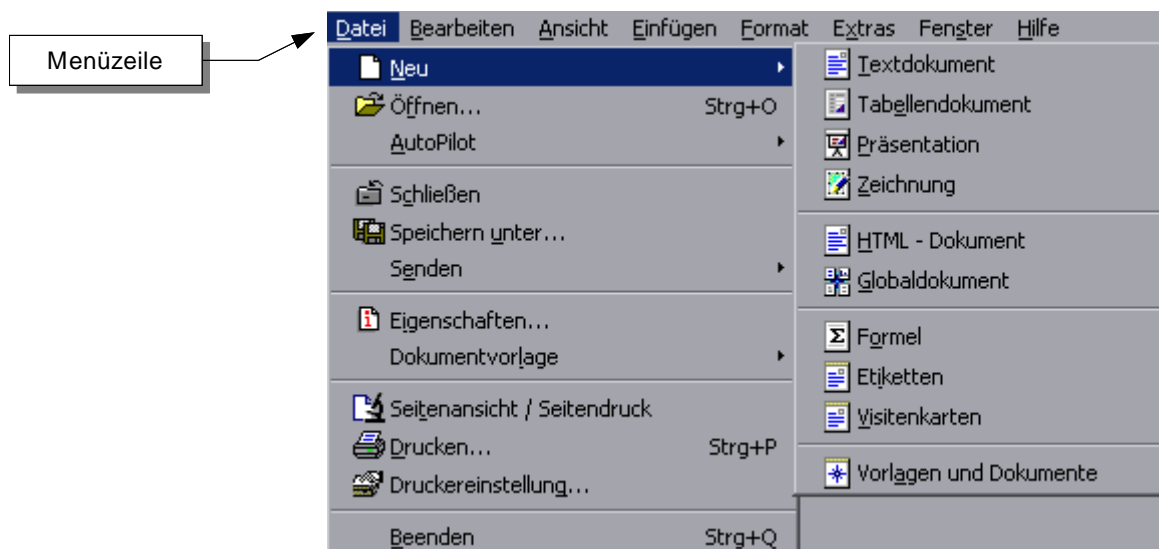 Menüzeile
Datei Bearbeiten Ansicht Einfügen Format Extras Fenster Hilfe
Neu
Öffnen... Strg+O
AutoPilot
Schließen
Speichern unter...
Senden
Eigenschaften...
Dokumentvorlage
Seitenansicht / Seitendruck
Drucken... Strg+P
Druckereinstellung...
Beenden Strg+Q
Textdokument
Tabellendokument
Präsentation
Zeichnung
HTML - Dokument
Globaldokument
Formel
Etiketten
Visitenkarten
Vorlagen und Dokumente